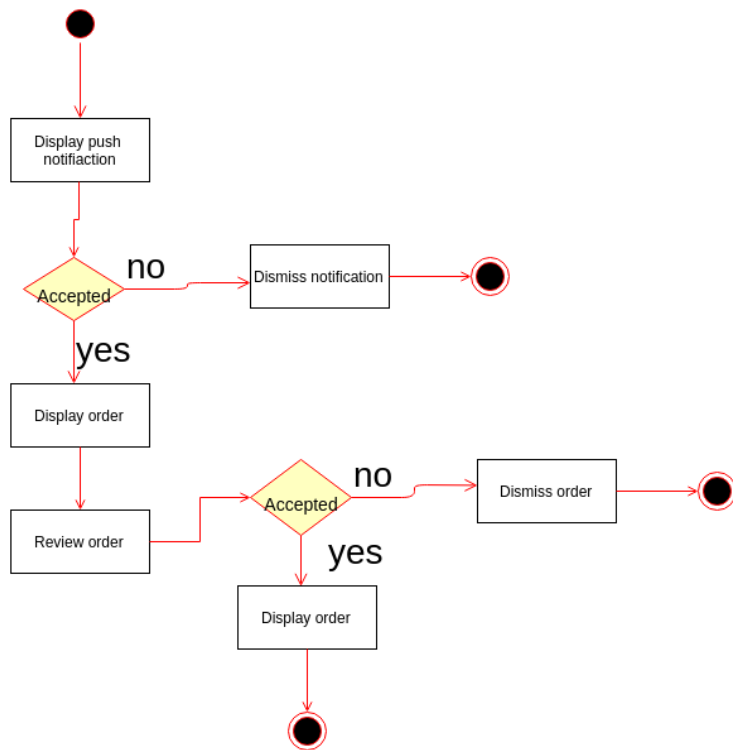 Display push
notifiaction
no
Dismiss notification
Accepted
yes
Display order
no
Accepted
Dismiss order
Review order
yes
Display order